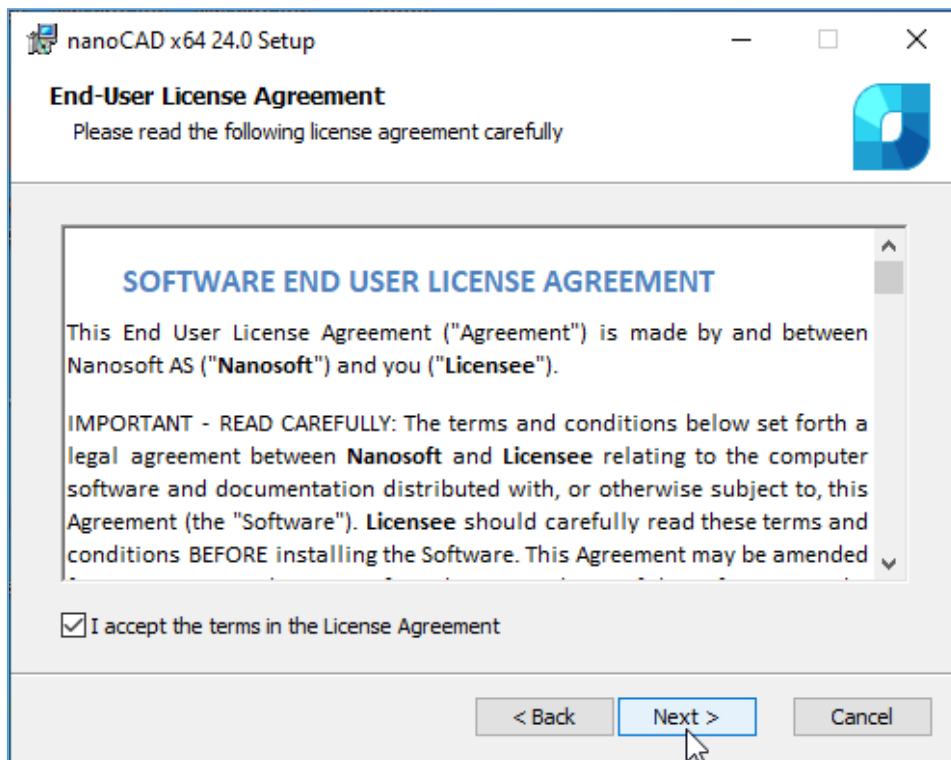 nanoCAD x64 24.0 Setup
End-User License Agreement
Please read the following license agreement carefully
SOFTWARE END USER LICENSE AGREEMENT
This End User License Agreement ("Agreement") is made by and between
Nanosoft AS ("Nanosoft") and you ("Licensee").
IMPORTANT - READ CAREFULLY: The terms and conditions below set forth a
legal agreement between Nanosoft and Licensee relating to the computer
software and documentation distributed with, or otherwise subject to, this
Agreement (the "Software"). Licensee should carefully read these terms and
conditions BEFORE installing the Software. This Agreement may be amended
I accept the terms in the License Agreement
< Back
Next >
Cancel